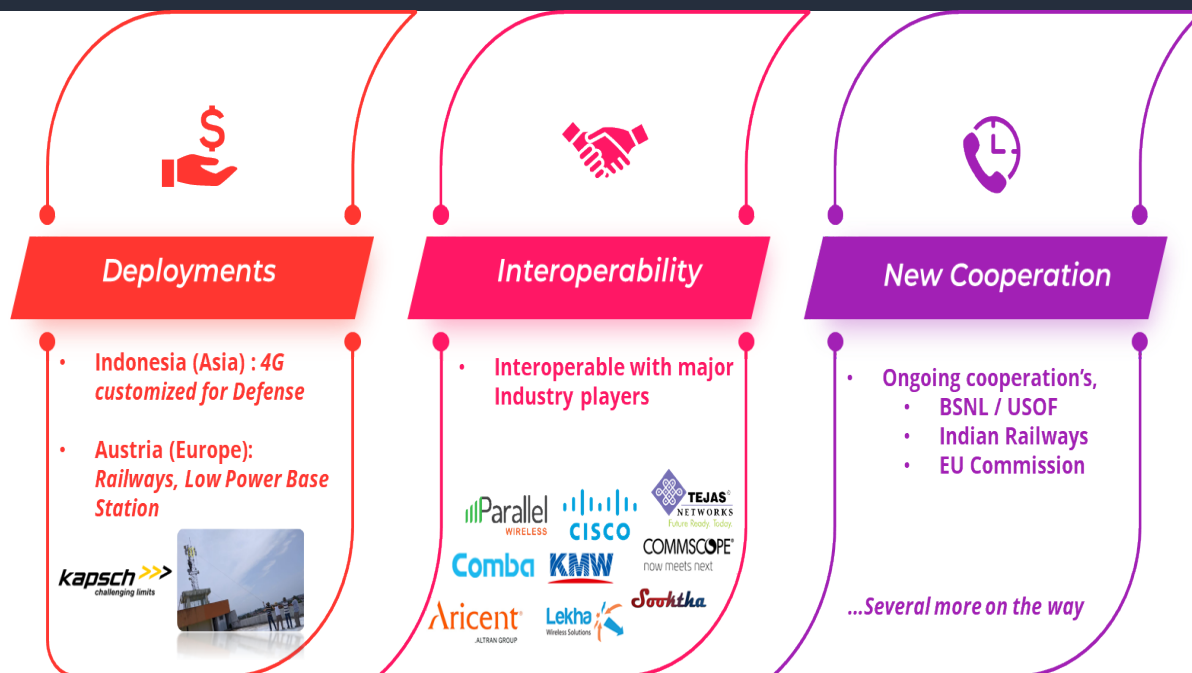 Deployments
• Indonesia (Asia) : 4G
customized for Defense
• Austria (Europe):
Railways, Low Power Base
Station
kapsch >>>
challenging limits
Interoperability
• Interoperable with major
Industry players
Parallel
WIRELESS
CISCO
TEJAS
NETWORKS
Future Ready. Today.
Comba
KMW
COMMSCOPE®
now meets next
Aricent®
.ALTRAN GROUP
Lekha
Wireless Solutions
Sooktha
New Cooperation
• Ongoing cooperation’s,
• BSNL / USOF
• Indian Railways
• EU Commission
...Several more on the way